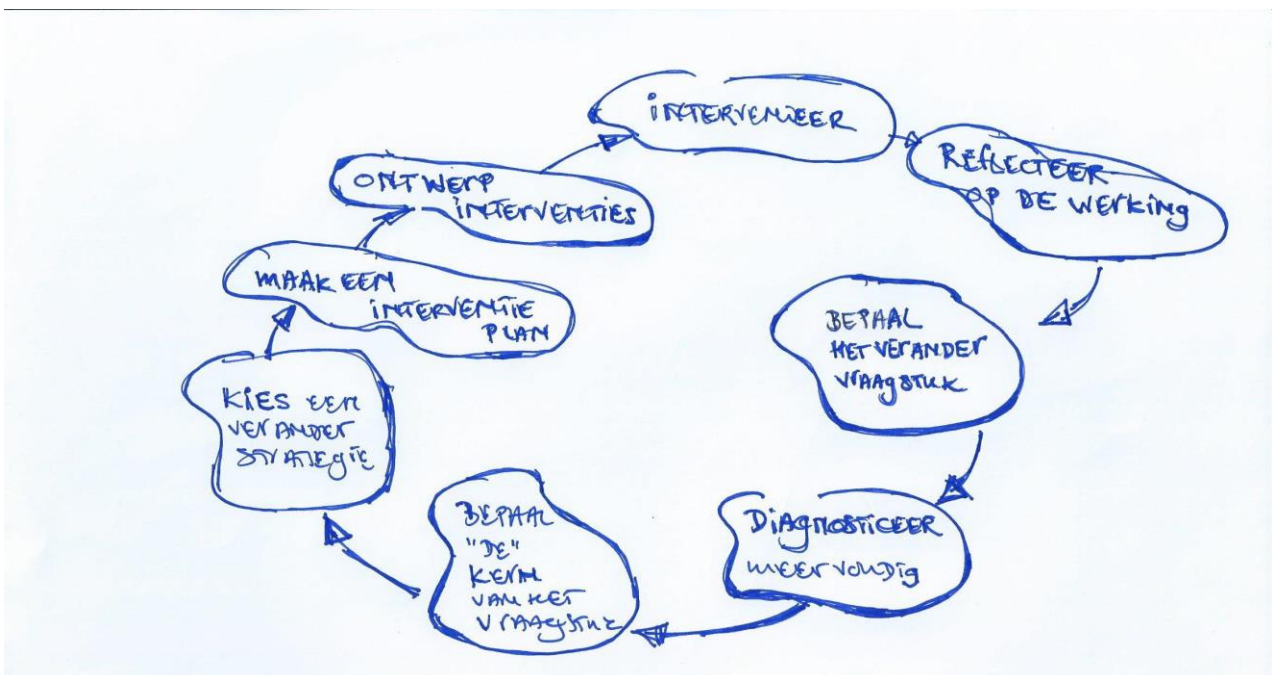 INTERVENIEER
REFLECTEER
OP DE WERKING
ONTWERP
INTERVENTIES
MAAK EEN
INTERVENTIE
PLAN
BEPAAL
HET VERANDER
VRAAGSTUK
KIES EEN
VERANDER
STRATEGIE
BEPAAL
"DE"
KERN
VAN HET
VRAAGSTUK
DIAGNOSTICEER
MEERVOUDIG